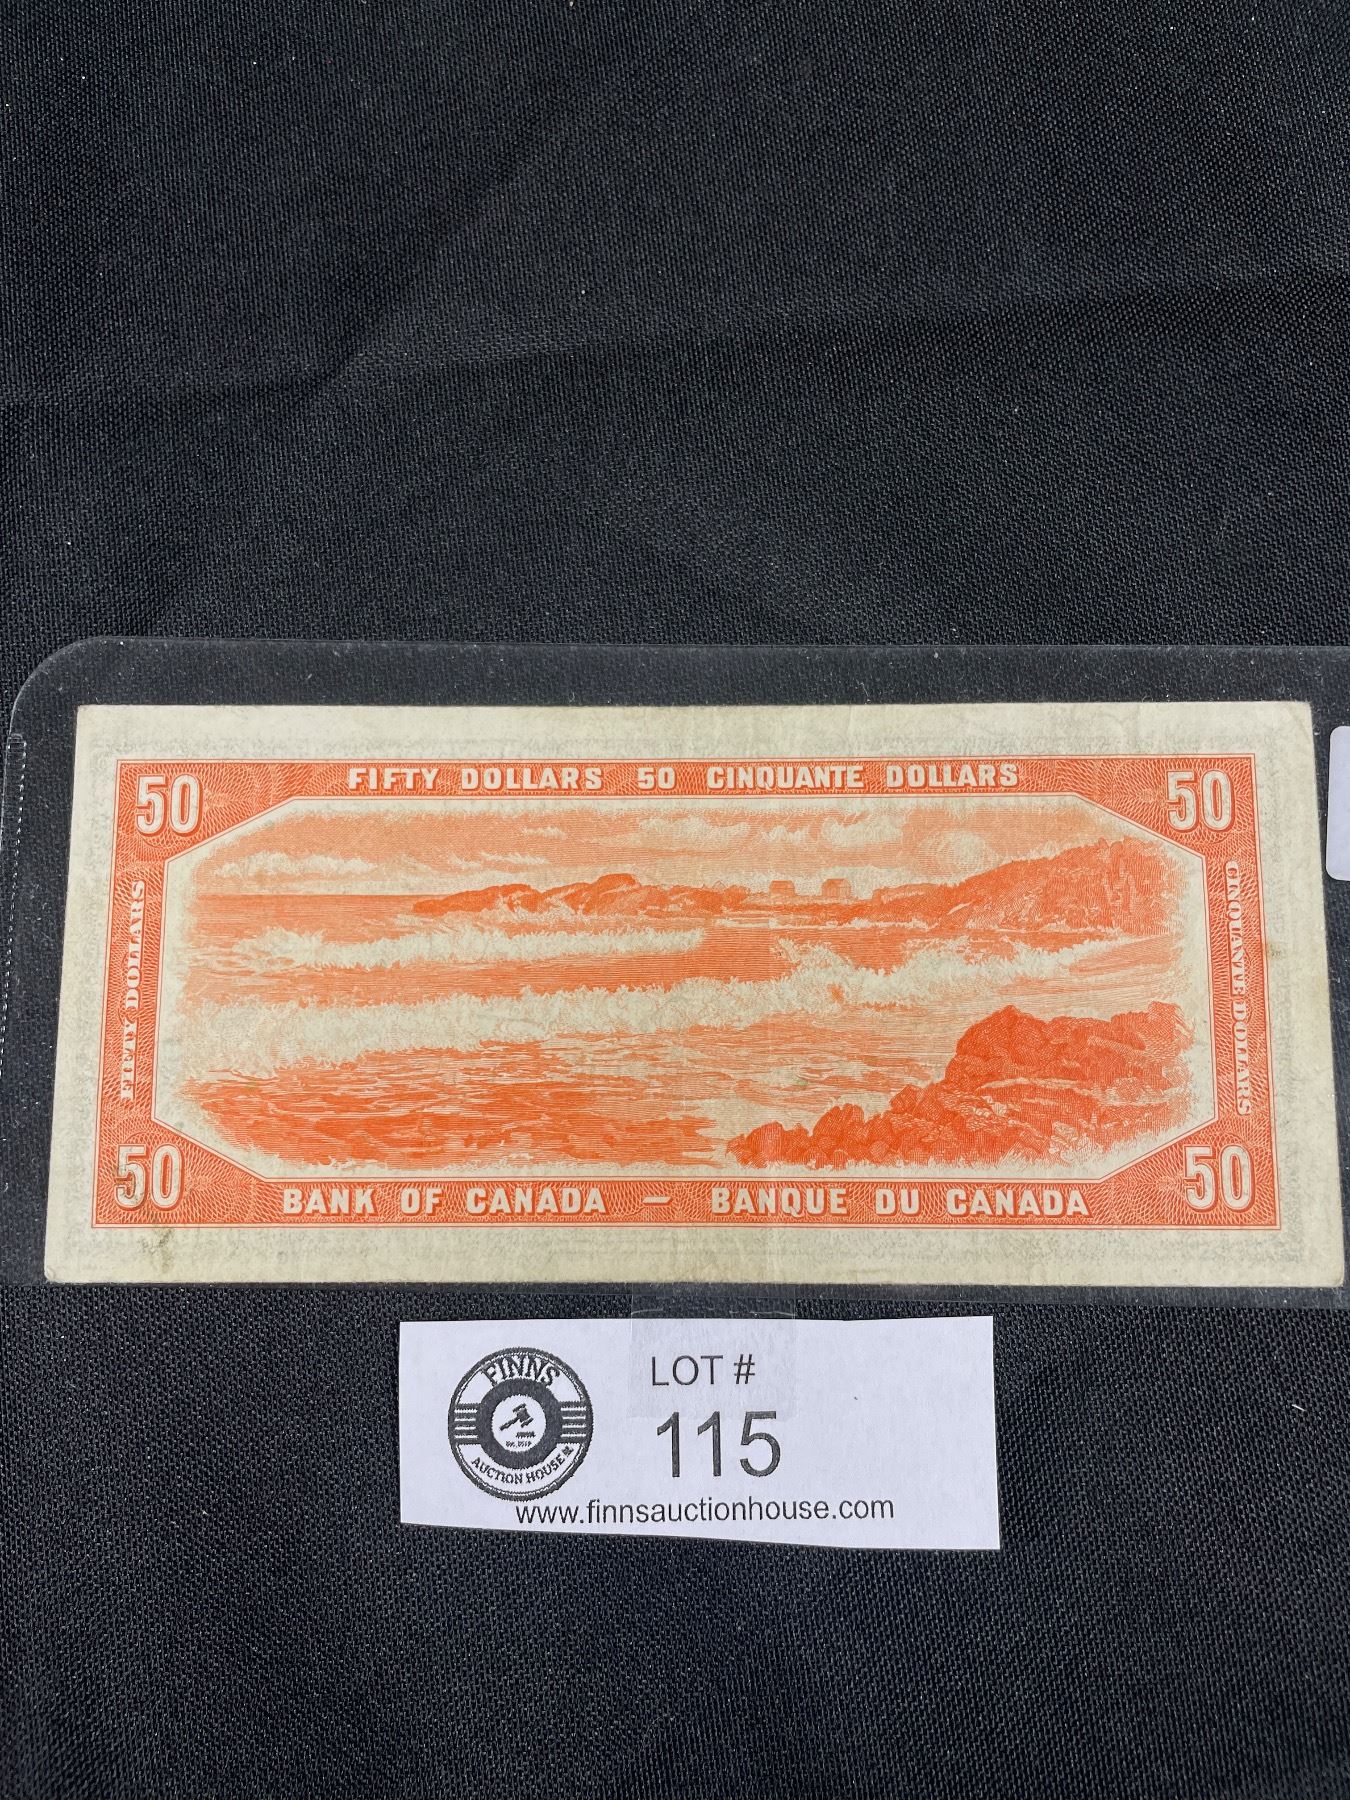 FIFTY DOLLARS 50 CINQUANTE DOLLARS
50
50
FIFTY DOLLARS
CINQUANTE DOLLARS
50
50
BANK OF CANADA — BANQUE DU CANADA
FINNS
AUCTION HOUSE
LOT #
115
www.finnsauctionhouse.com